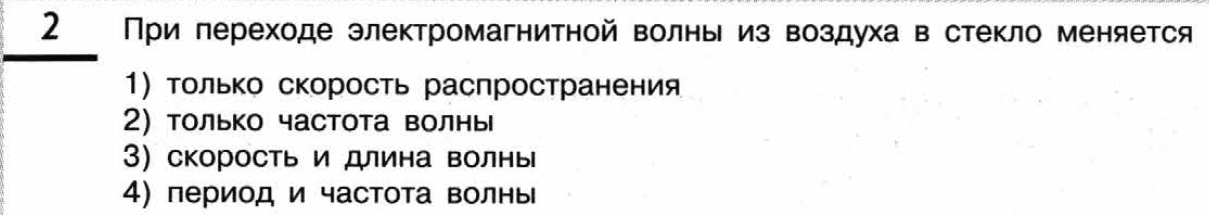 2 При переходе электромагнитной волны из воздуха в стекло меняется
1) только скорость распространения
2) только частота волны
3) скорость и длина волны
4) период и частота волны